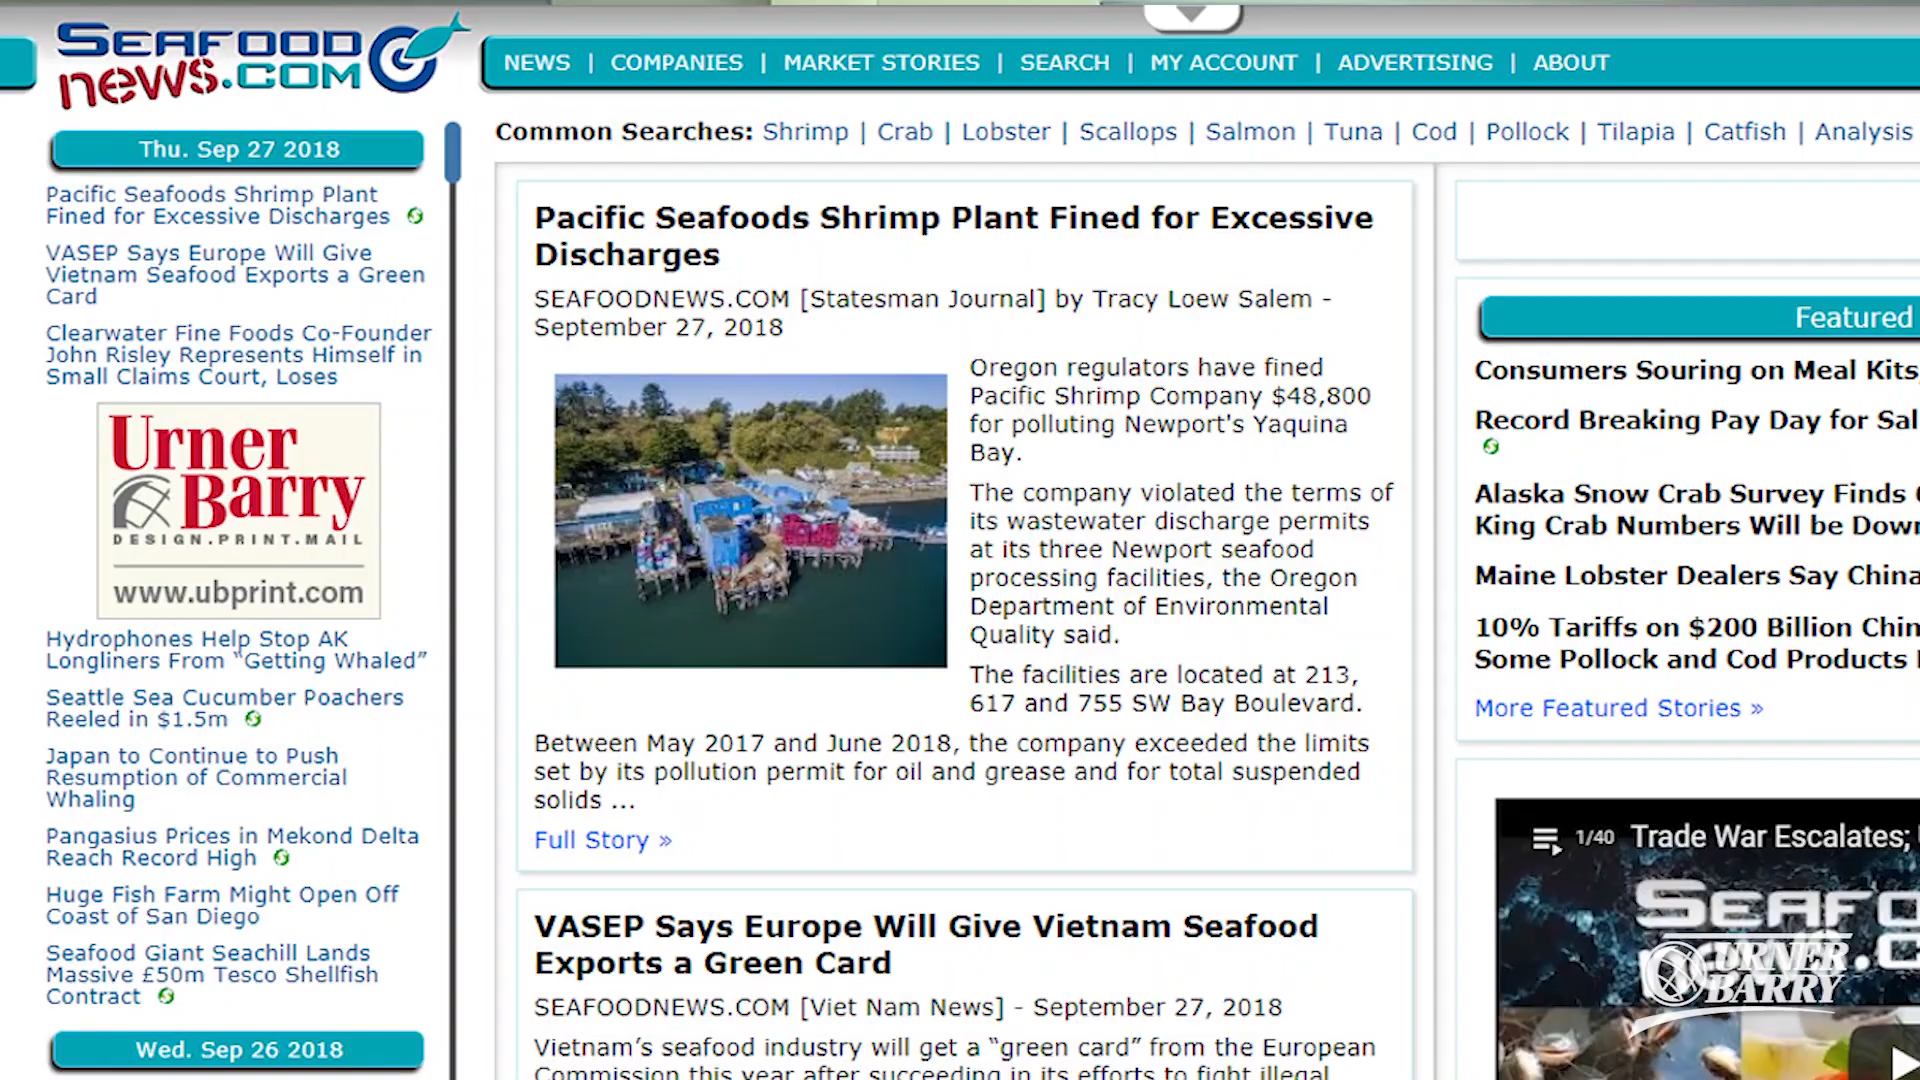 SEAFOOD
news.COM
NEWS | COMPANIES | MARKET STORIES | SEARCH | MY ACCOUNT | ADVERTISING | ABOUT
Common Searches: Shrimp | Crab | Lobster | Scallops | Salmon | Tuna | Cod | Pollock | Tilapia | Catfish | Analysis
Thu. Sep 27 2018
Pacific Seafoods Shrimp Plant
Fined for Excessive Discharges
VASEP Says Europe Will Give
Vietnam Seafood Exports a Green
Card
Clearwater Fine Foods Co-Founder
John Risley Represents Himself in
Small Claims Court, Loses
Urner
Barry
DESIGN.PRINT.MAIL
www.ubprint.com
Hydrophones Help Stop AK
Longliners From “Getting Whaled”
Seattle Sea Cucumber Poachers
Reeled in $1.5m
Japan to Continue to Push
Resumption of Commercial
Whaling
Pangasius Prices in Mekond Delta
Reach Record High
Huge Fish Farm Might Open Off
Coast of San Diego
Seafood Giant Seachill Lands
Massive £50m Tesco Shellfish
Contract
Wed. Sep 26 2018
Pacific Seafoods Shrimp Plant Fined for Excessive
Discharges
SEAFOODNEWS.COM [Statesman Journal] by Tracy Loew Salem -
September 27, 2018
Oregon regulators have fined
Pacific Shrimp Company $48,800
for polluting Newport's Yaquina
Bay.
The company violated the terms of
its wastewater discharge permits
at its three Newport seafood
processing facilities, the Oregon
Department of Environmental
Quality said.
The facilities are located at 213,
617 and 755 SW Bay Boulevard.
Between May 2017 and June 2018, the company exceeded the limits
set by its pollution permit for oil and grease and for total suspended
solids ...
Full Story »
VASEP Says Europe Will Give Vietnam Seafood
Exports a Green Card
SEAFOODNEWS.COM [Viet Nam News] - September 27, 2018
Vietnam’s seafood industry will get a “green card” from the European
Commission this year after succeeding in its efforts to fight illegal,
Featured
Consumers Souring on Meal Kits,
Record Breaking Pay Day for Sal
Alaska Snow Crab Survey Finds
King Crab Numbers Will be Down
Maine Lobster Dealers Say China
10% Tariffs on $200 Billion Chin
Some Pollock and Cod Products
More Featured Stories »
1/40 Trade War Escalates;
SEAFO
URNER
BARRY